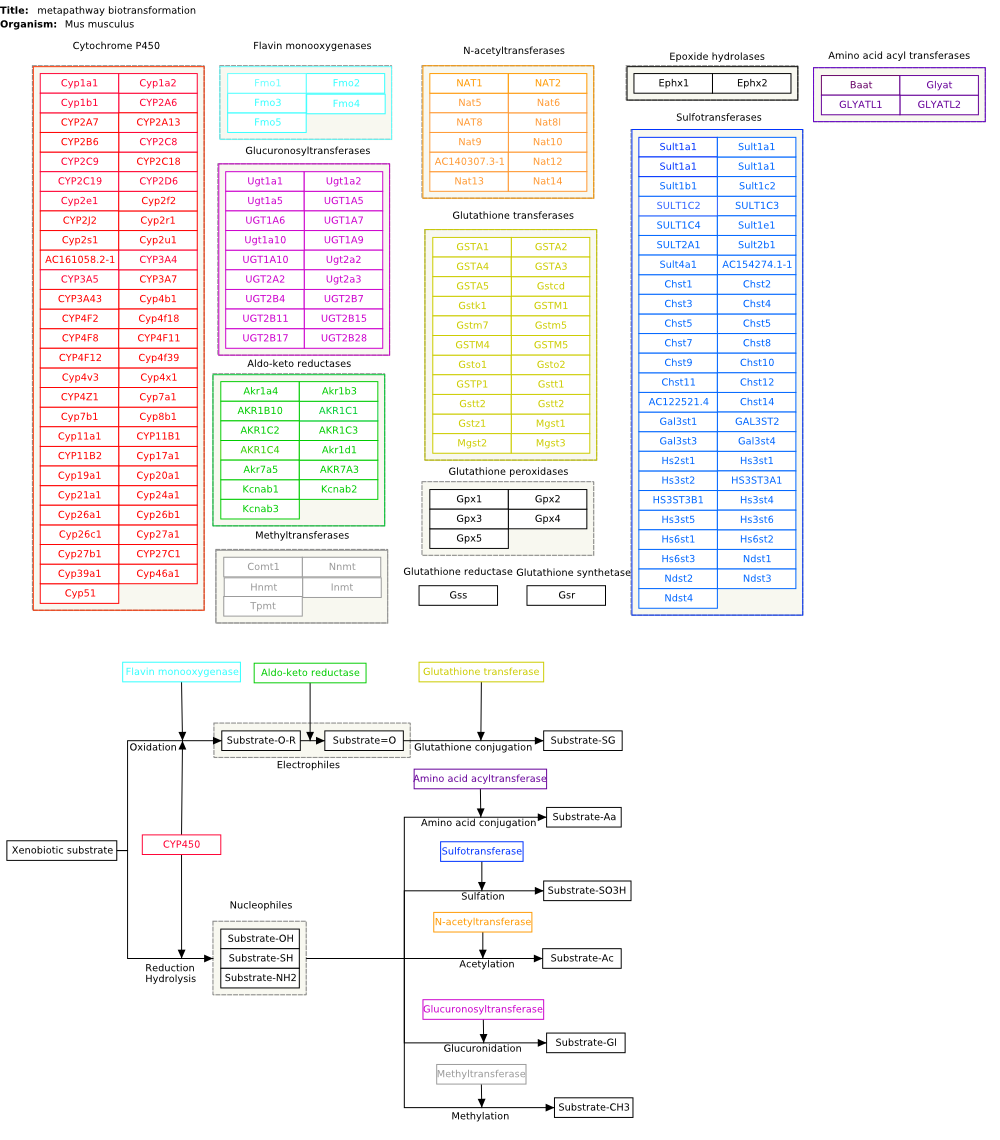 Title: metapathway biotransformation
Organism: Mus musculus
Cytochrome P450
Cyp1a1 Cyp1a2
Cyp1b1 CYP2A6
CYP2A7 CYP2A13
CYP2B6 CYP2C8
CYP2C9 CYP2C18
CYP2C19 CYP2D6
Cyp2e1 Cyp2f2
CYP2J2 Cyp2r1
Cyp2s1 Cyp2u1
AC161058.2-1 CYP3A4
CYP3A5 CYP3A7
CYP3A43 Cyp4b1
CYP4F2 Cyp4f18
CYP4F8 CYP4F11
CYP4F12 Cyp4f39
Cyp4v3 Cyp4x1
CYP4Z1 Cyp7a1
Cyp7b1 Cyp8b1
Cyp11a1 CYP11B1
CYP11B2 Cyp17a1
Cyp19a1 Cyp20a1
Cyp21a1 Cyp24a1
Cyp26a1 Cyp26b1
Cyp26c1 Cyp27a1
Cyp27b1 CYP27C1
Cyp39a1 Cyp46a1
Cyp51
Flavin monooxygenases
Fmo1 Fmo2
Fmo3 Fmo4
Fmo5
Glucuronosyltransferases
Ugt1a1 Ugt1a2
Ugt1a5 UGT1A5
UGT1A6 UGT1A7
Ugt1a10 UGT1A9
UGT1A10 Ugt2a2
UGT2A2 Ugt2a3
UGT2B4 UGT2B7
UGT2B11 UGT2B15
UGT2B17 UGT2B28
Aldo-keto reductases
Akr1a4 Akr1b3
AKR1B10 AKR1C1
AKR1C2 AKR1C3
AKR1C4 Akr1d1
Akr7a5 AKR7A3
Kcnab1 Kcnab2
Kcnab3
Methyltransferases
Comt1 Nnmt
Hnmt Inmt
Tpmt
N-acetyltransferases
NAT1 NAT2
Nat5 Nat6
NAT8 Nat8l
Nat9 Nat10
AC140307.3-1 Nat12
Nat13 Nat14
Glutathione transferases
GSTA1 GSTA2
GSTA4 GSTA3
GSTA5 Gstcd
Gstk1 GSTM1
Gstm7 Gstm5
GSTM4 GSTM5
Gsto1 Gsto2
GSTP1 Gstt1
Gstt2 Gstt2
Gstz1 Mgst1
Mgst2 Mgst3
Glutathione peroxidases
Gpx1 Gpx2
Gpx3 Gpx4
Gpx5
Glutathione reductase Glutathione synthetase
Gss Gsr
Epoxide hydrolases
Ephx1 Ephx2
Sulfotransferases
Sult1a1 Sult1a1
Sult1a1 Sult1a1
Sult1b1 Sult1c2
SULT1C2 SULT1C3
SULT1C4 Sult1e1
SULT2A1 Sult2b1
Sult4a1 AC154274.1-1
Chst1 Chst2
Chst3 Chst4
Chst5 Chst5
Chst7 Chst8
Chst9 Chst10
Chst11 Chst12
AC122521.4 Chst14
Gal3st1 GAL3ST2
Gal3st3 Gal3st4
Hs2st1 Hs3st1
Hs3st2 HS3ST3A1
HS3ST3B1 Hs3st4
Hs3st5 Hs3st6
Hs6st1 Hs6st2
Hs6st3 Ndst1
Ndst2 Ndst3
Ndst4
Amino acid acyl transferases
Baat Glyat
GLYATL1 GLYATL2
Flavin monooxygenase Aldo-keto reductase Glutathione transferase
Oxidation Substrate-O-R Substrate=O Glutathione conjugation Substrate-SG
Electrophiles
Amino acid acyltransferase
Amino acid conjugation Substrate-Aa
Xenobiotic substrate CYP450 Sulfotransferase
Sulfation Substrate-SO3H
Nucleophiles
N-acetyltransferase
Substrate-OH
Substrate-SH
Substrate-NH2
Reduction
Hydrolysis
Acetylation Substrate-Ac
Glucuronosyltransferase
Glucuronidation Substrate-Gl
Methyltransferase
Methylation Substrate-CH3